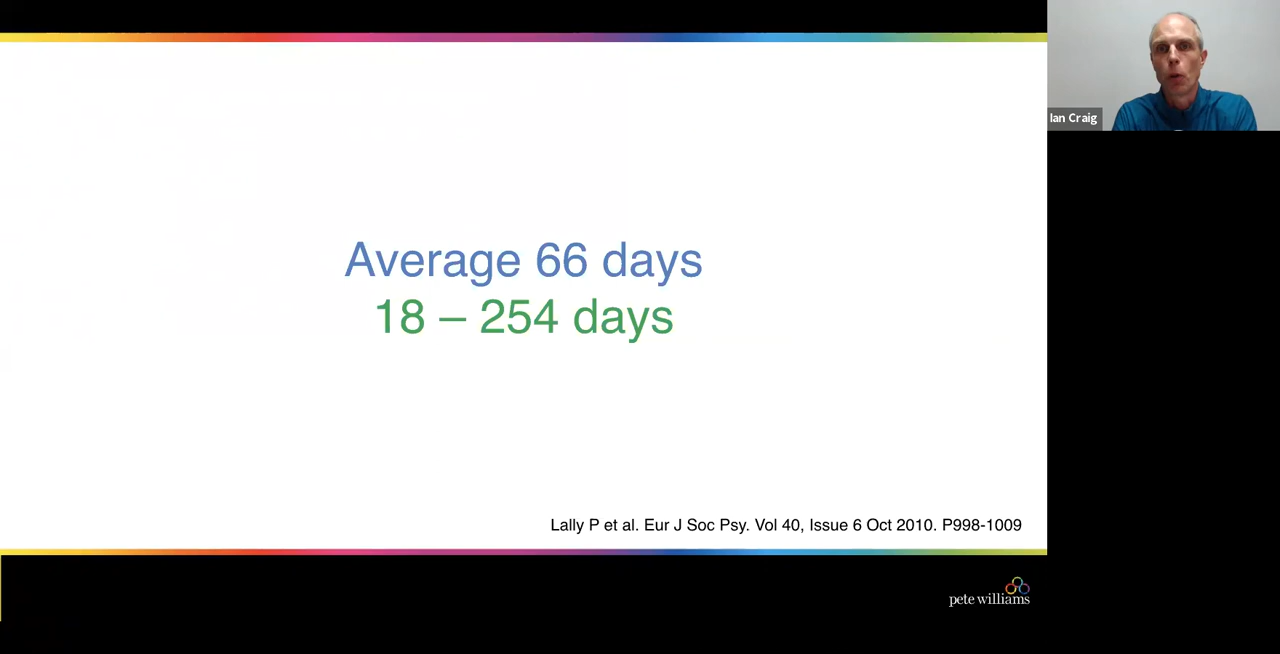 Ian Craig
Average 66 days
18 – 254 days
Lally P et al. Eur J Soc Psy. Vol 40, Issue 6 Oct 2010. P998-1009
pete williams